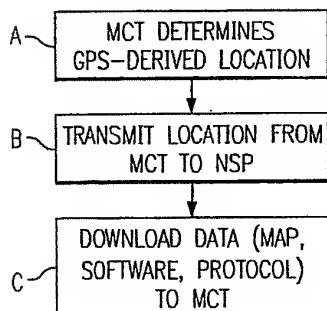 A
MCT DETERMINES
GPS-DERIVED LOCATION
B
TRANSMIT LOCATION FROM
MCT TO NSP
C
DOWNLOAD DATA (MAP,
SOFTWARE, PROTOCOL)
TO MCT